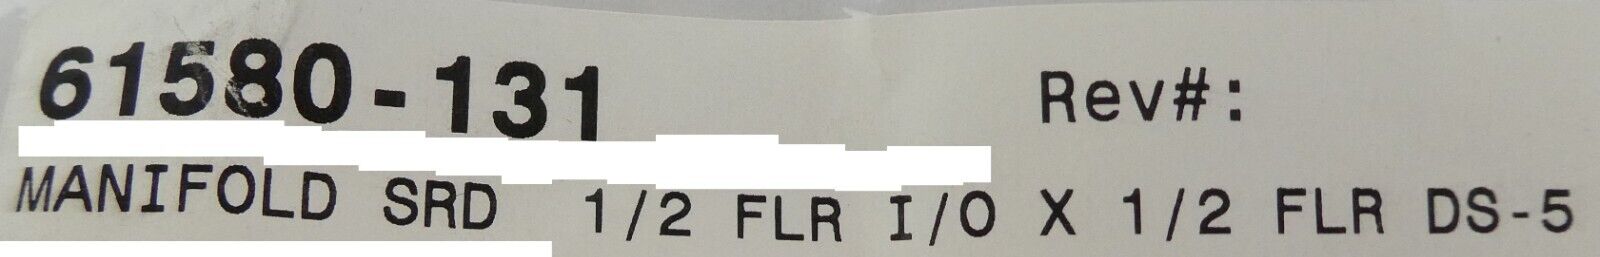 61580-131 Rev#:
MANIFOLD SRD 1/2 FLR I/O X 1/2 FLR DS-5